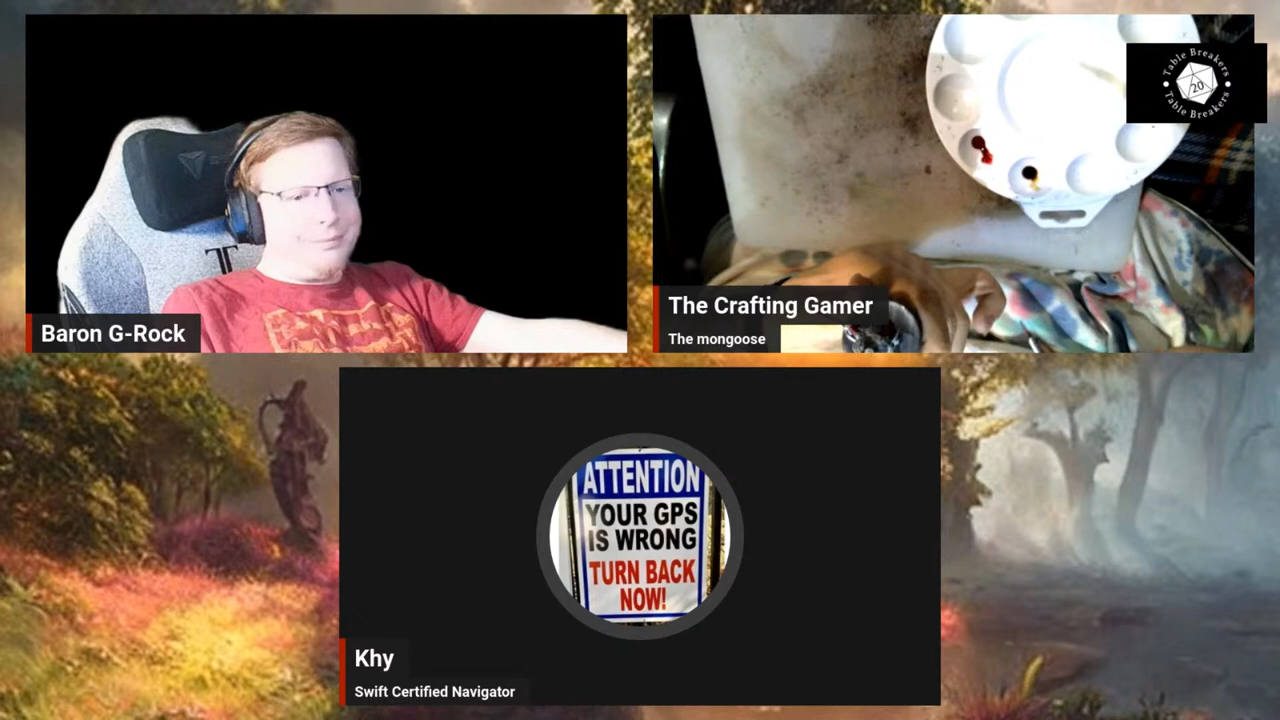 Baron G-Rock
The Crafting Gamer
The mongoose
Table Breakers
20
Table Breakers
ATTENTION
YOUR GPS
IS WRONG
TURN BACK
NOW!
Khy
Swift Certified Navigator